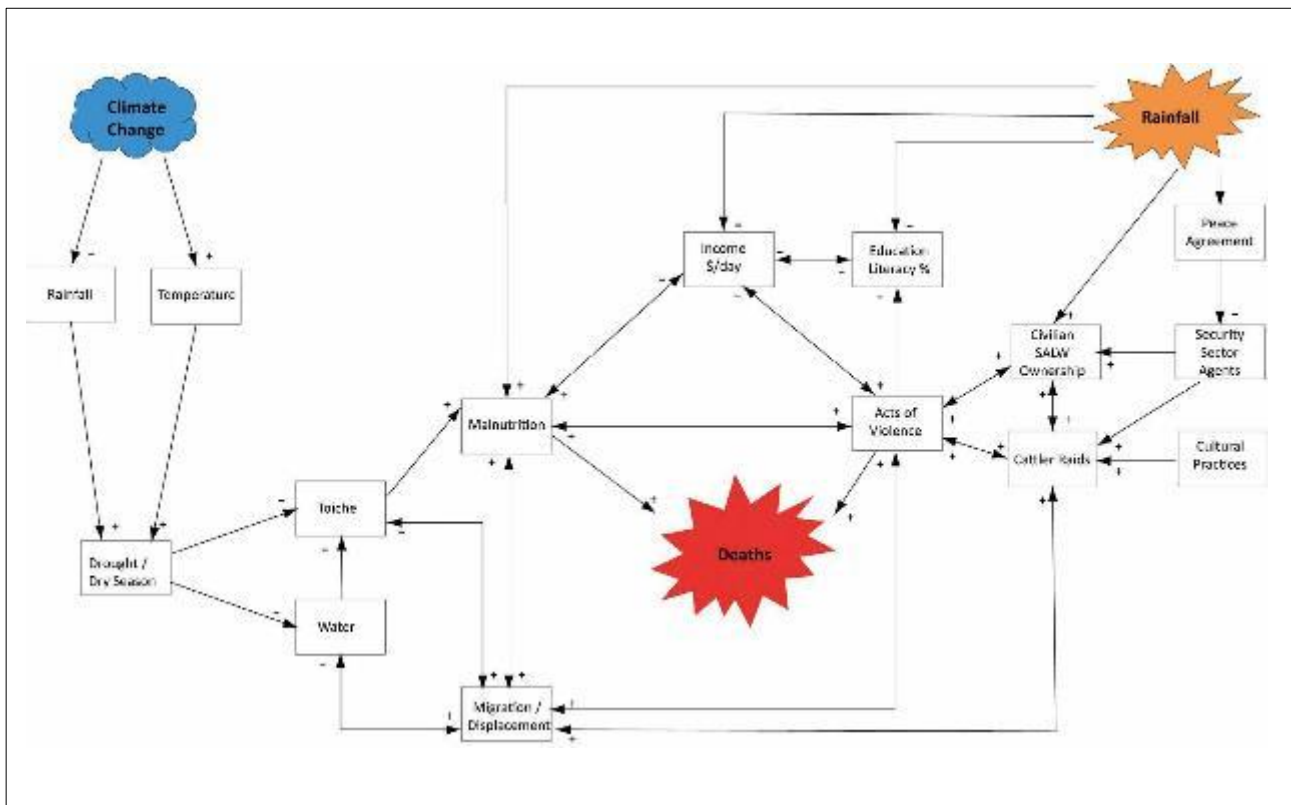 Climate
Change
Rainfall
Rainfall
Temperature
Income
$/day
Education
Literacy %
Peace
Agreement
Civilian
SALW
Ownership
Security
Sector
Agents
Malnutrition
Acts of
Violence
Cattler Raids
Cultural
Practices
Toiche
Drought /
Dry Season
Deaths
Water
Migration /
Displacement